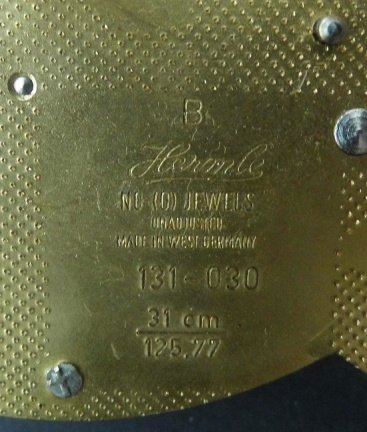 B
Hermle
NO (0) JEWELS
UNADJUSTED
MADE IN WEST GERMANY
131-030
31 cm
125,77